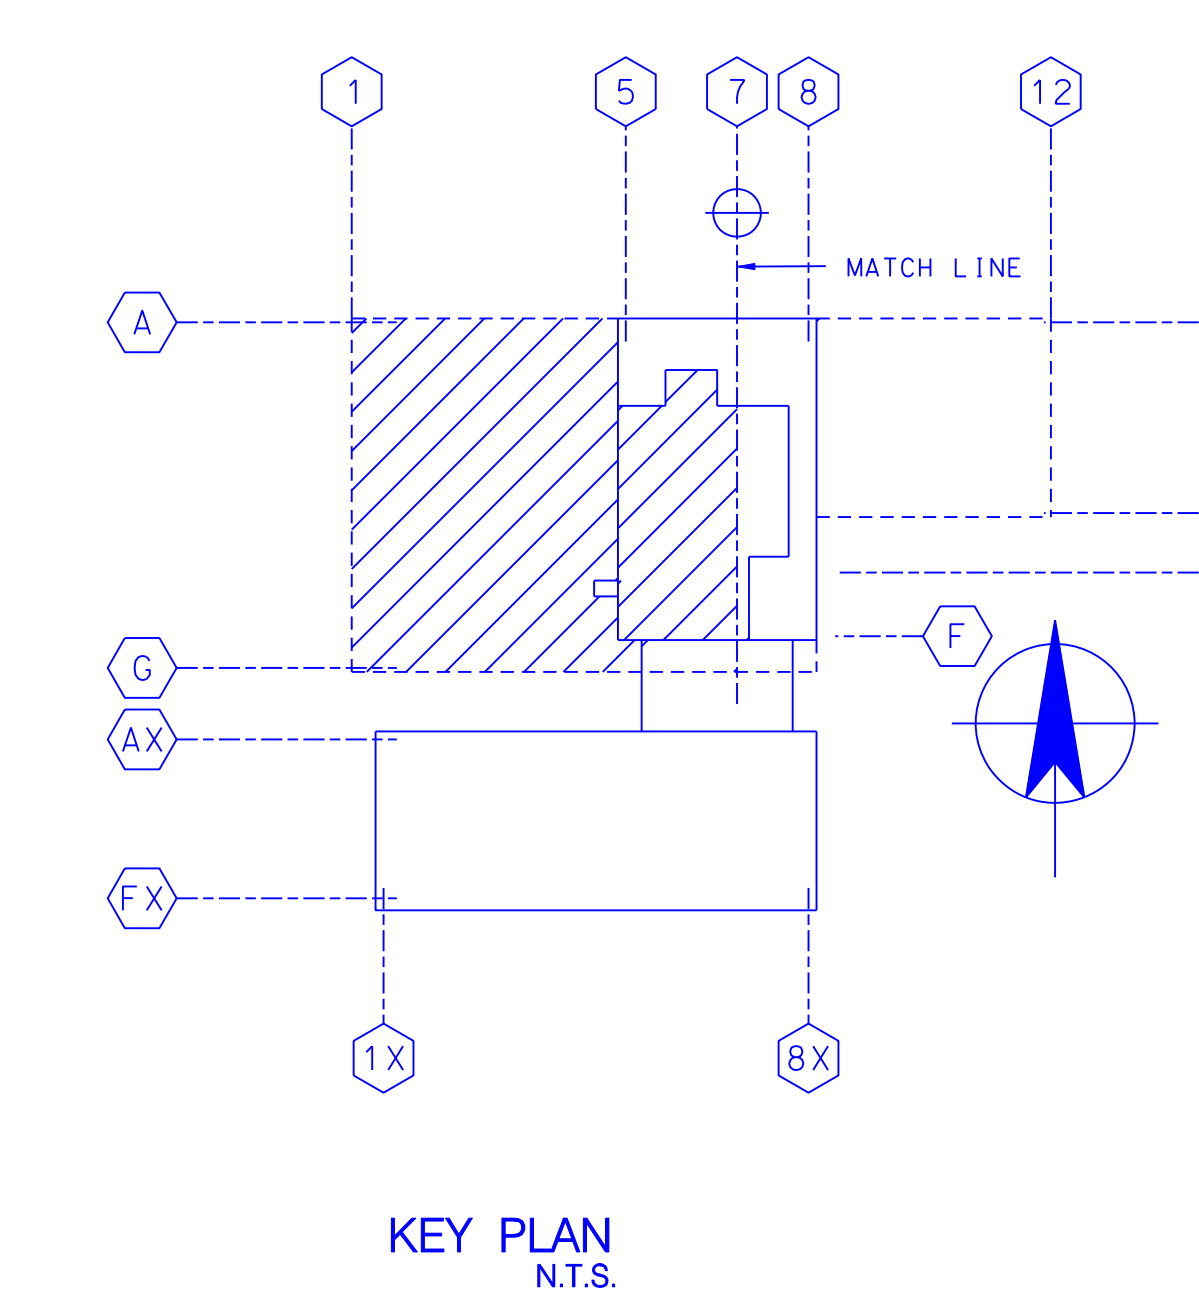 1 5 7 8 12
MATCH LINE
A
F
G
AX
FX
1X 8X
KEY PLAN
N.T.S.